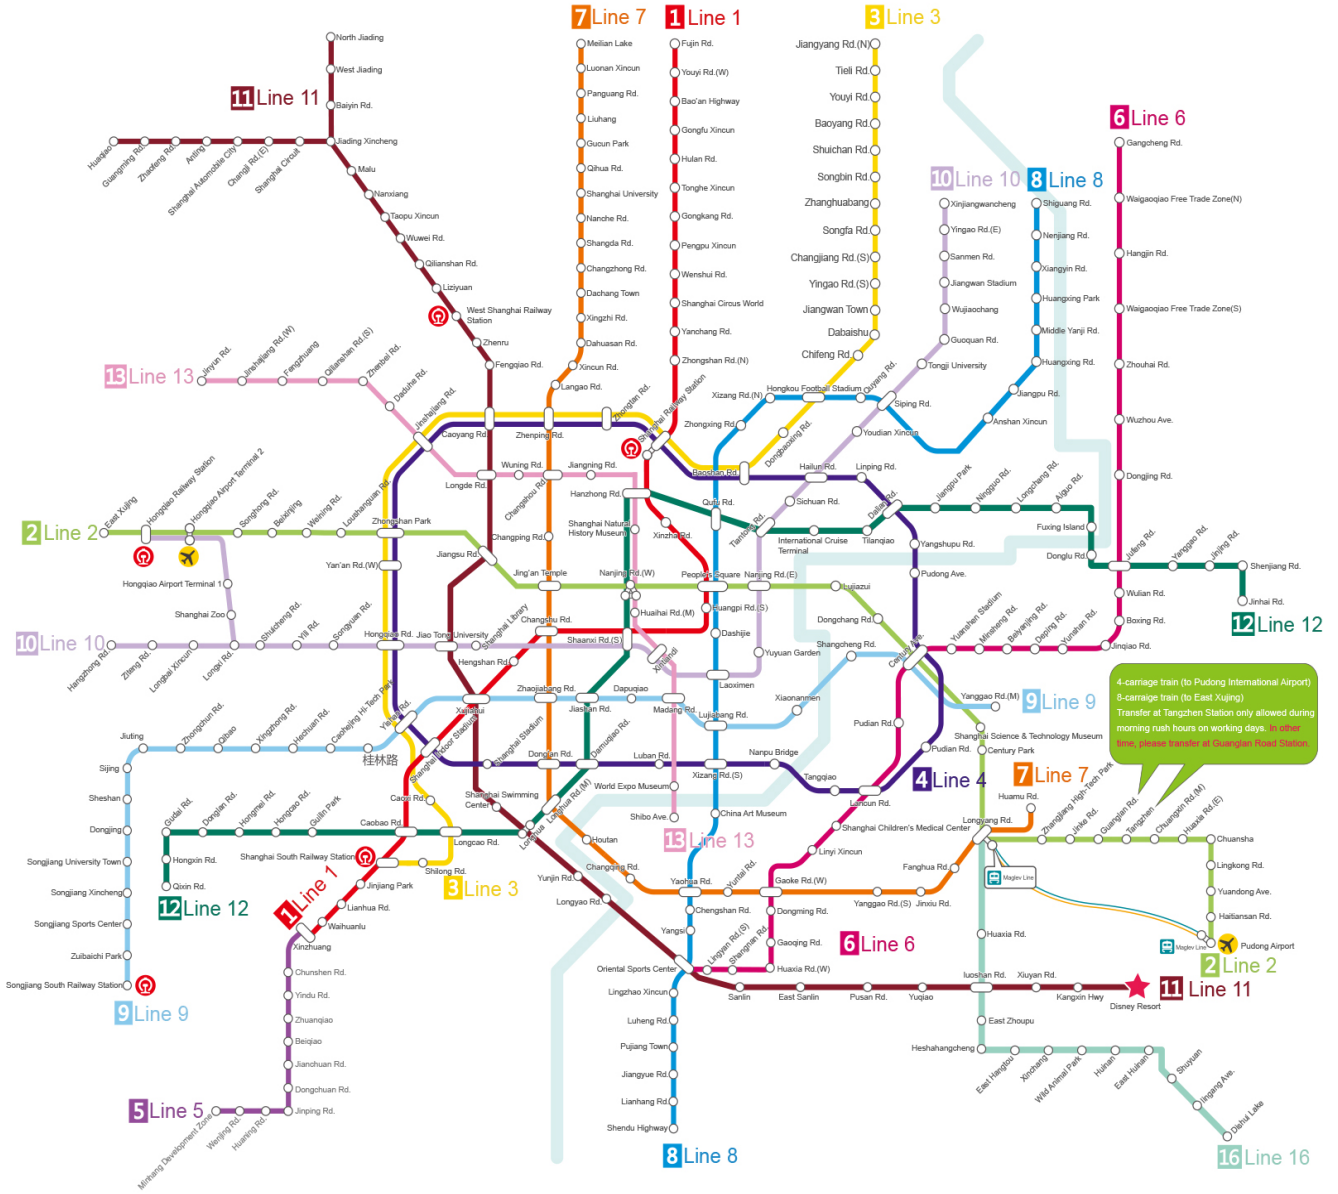 7 Line 7
1 Line 1
3 Line 3
11 Line 11
6 Line 6
10 Line 10
8 Line 8
13 Line 13
2 Line 2
10 Line 10
12 Line 12
9 Line 9
4 Line 4
7 Line 7
13 Line 13
3 Line 3
1 Line 1
12 Line 12
6 Line 6
2 Line 2
11 Line 11
9 Line 9
5 Line 5
8 Line 8
16 Line 16
North Jiading
West Jiading
Baiyin Rd.
Jiading Xincheng
Huaqiao
Guangming Rd.
Zhaofeng Rd.
Anting
Shanghai Automobile City
Changji Rd.(E)
Shanghai Circuit
Malu
Nanxiang
Taopu Xincun
Wuwei Rd.
Qilianshan Rd.
Liziyuan
West Shanghai Railway
Station
Zhenru
Fengqiao Rd.
Caoyang Rd.
Longde Rd.
Jiangsu Rd.
Jiao Tong University
Meilian Lake
Luonan Xincun
Panguang Rd.
Liuhang
Gucun Park
Qihua Rd.
Shanghai University
Nanche Rd.
Shangda Rd.
Changzhong Rd.
Dachang Town
Xingzhi Rd.
Dahuasan Rd.
Xincun Rd.
Langao Rd.
Zhenping Rd.
Changshou Rd.
Changping Rd.
Jing'an Temple
Changshu Rd.
Zhaojiabang Rd.
Fujin Rd.
Youyi Rd.(W)
Bao'an Highway
Gongfu Xincun
Hulan Rd.
Tonghe Xincun
Gongkang Rd.
Pengpu Xincun
Wenshui Rd.
Shanghai Circus World
Yanchang Rd.
Zhongshan Rd.(N)
Shanghai Railway Station
Xinzha Rd.
People's Square
Huangpi Rd.(S)
Hengshan Rd.
Jiangyang Rd.(N)
Tieli Rd.
Youyi Rd.
Baoyang Rd.
Shuichan Rd.
Songbin Rd.
Zhanghuabang
Songfa Rd.
Changjiang Rd.(S)
Yingao Rd.(S)
Jiangwan Town
Dabaishu
Chifeng Rd.
Hongkou Football Stadium
Dongbaoxing Rd.
Baoshan Rd.
Zhongtan Rd.
Xinjiangwancheng
Yingao Rd.(E)
Sanmen Rd.
Jiangwan Stadium
Wujiaochang
Guoquan Rd.
Tongji University
Siping Rd.
Youdian Xincun
Hailun Rd.
Sichuan Rd.
Tiantong Rd.
Nanjing Rd.(E)
Yuyuan Garden
Shiguang Rd.
Nenjiang Rd.
Xiangyin Rd.
Huangxing Park
Middle Yanji Rd.
Huangxing Rd.
Jiangpu Rd.
Anshan Xincun
Quyang Rd.
Xizang Rd.(N)
Zhongxing Rd.
Qufu Rd.
Dashijie
Laoximen
Lujiabang Rd.
Xizang Rd.(S)
China Art Museum
Gangcheng Rd.
Waigaoqiao Free Trade Zone(N)
Hangjin Rd.
Waigaoqiao Free Trade Zone(S)
Zhouhai Rd.
Wuzhou Ave.
Dongjing Rd.
Jufeng Rd.
Wulian Rd.
Boxing Rd.
Jinqiao Rd.
Yunshan Rd.
Deping Rd.
Beiyangjing Rd.
Minsheng Rd.
Yuanshen Stadium
Century Ave.
Jinyun Rd.
Jinshajiang Rd.(W)
Fengzhuang
Qilianshan Rd.(S)
Zhenbei Rd.
Daduhe Rd.
Jinshajiang Rd.
Wuning Rd.
Jiangning Rd.
Hanzhong Rd.
Shanghai Natural
History Museum
Nanjing Rd.(W)
Huaihai Rd.(M)
Xintiandi
Madang Rd.
World Expo Museum
Shibo Ave.
East Xujing
Hongqiao Railway Station
Hongqiao Airport Terminal 2
Songhong Rd.
Beixinjing
Weining Rd.
Loushanguan Rd.
Zhongshan Park
Yan'an Rd.(W)
Lujiazui
Dongchang Rd.
Hongqiao Airport Terminal 1
Shanghai Zoo
Hangzhong Rd.
Ziteng Rd.
Longbai Xincun
Longxi Rd.
Shuicheng Rd.
Yili Rd.
Songyuan Rd.
Hongqiao Rd.
Shanghai Library
Shaanxi Rd.(S)
Linping Rd.
Dalian Rd.
Jiangpu Park
Ningguo Rd.
Longchang Rd.
Aiguo Rd.
Fuxing Island
Donglu Rd.
Yanggao Rd.
Jinjing Rd.
Shenjiang Rd.
Jinhai Rd.
International Cruise
Terminal
Tilanqiao
Yangshupu Rd.
Pudong Ave.
Shangcheng Rd.
Xiaonanmen
Yanggao Rd.(M)
Dapuqiao
Jiashan Rd.
Xujiahui
Yishan Rd.
桂林路
Caohejing Hi-Tech Park
Hechuan Rd.
Xingzhong Rd.
Qibao
Zhongchun Rd.
Jiuting
Sijing
Sheshan
Dongjing
Songjiang University Town
Songjiang Xincheng
Songjiang Sports Center
Zuibaichi Park
Songjiang South Railway Station
Shanghai Indoor Stadium
Shanghai Stadium
Dong'an Rd.
Damuqiao Rd.
Luban Rd.
Nanpu Bridge
Tangqiao
Lancun Rd.
Pudian Rd.
Pudian Rd.
Shanghai Science & Technology Museum
Century Park
Shanghai Children's Medical Center
Linyi Xincun
Gaoke Rd.(W)
Dongming Rd.
Gaoqing Rd.
Huaxia Rd.(W)
Shangnan Rd.
Lingyan Rd.(S)
Oriental Sports Center
Caoxi Rd.
Caobao Rd.
Longcao Rd.
Shilong Rd.
Shanghai South Railway Station
Jinjiang Park
Lianhua Rd.
Waihuanlu
Xinzhuang
Chunshen Rd.
Yindu Rd.
Zhuanqiao
Beiqiao
Jianchuan Rd.
Dongchuan Rd.
Jinping Rd.
Huaning Rd.
Wenjing Rd.
Minhang Development Zone
Gudai Rd.
Donglan Rd.
Hongmei Rd.
Hongcao Rd.
Guilin Park
Hongxin Rd.
Qixin Rd.
Shanghai Swimming
Center
Longhua
Longhua Rd.(M)
Yunjin Rd.
Longyao Rd.
Houtan
Changqing Rd.
Yaohua Rd.
Yuntai Rd.
Yanggao Rd.(S)
Jinxiu Rd.
Fanghua Rd.
Longyang Rd.
Huamu Rd.
Chengshan Rd.
Yangsi
Lingzhao Xincun
Luheng Rd.
Pujiang Town
Jiangyue Rd.
Lianhang Rd.
Shendu Highway
Sanlin
East Sanlin
Pusan Rd.
Yuqiao
luoshan Rd.
Xiuyan Rd.
Kangxin Hwy
Disney Resort
Zhangjiang High-Tech Park
Jinke Rd.
Guanglan Rd.
Tangzhen
Chuangxin Rd.(M)
Huaxia Rd.(E)
Chuansha
Lingkong Rd.
Yuandong Ave.
Haitiansan Rd.
Pudong Airport
Maglev Line
Maglev Line
Huaxia Rd.
East Zhoupu
Heshahangcheng
East Hangtou
Xinchang
Wild Animal Park
Huinan
East Huinan
Shuyuan
lingang Ave.
Dishui Lake
4-carriage train (to Pudong International Airport)
8-carraige train (to East Xujing)
Transfer at Tangzhen Station only allowed during
morning rush hours on working days. In other
time, please transfer at Guanglan Road Station.